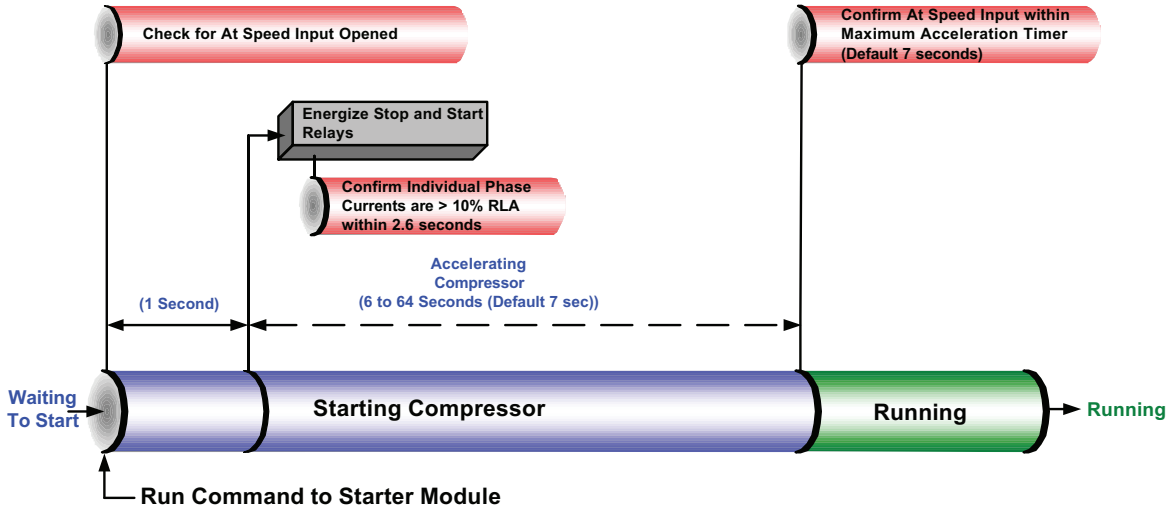 Check for At Speed Input Opened
Confirm At Speed Input within
Maximum Acceleration Timer
(Default 7 seconds)
Energize Stop and Start
Relays
Confirm Individual Phase
Currents are > 10% RLA
within 2.6 seconds
Accelerating
Compressor
(6 to 64 Seconds (Default 7 sec))
(1 Second)
Waiting
To Start
Starting Compressor
Running
Running
Run Command to Starter Module